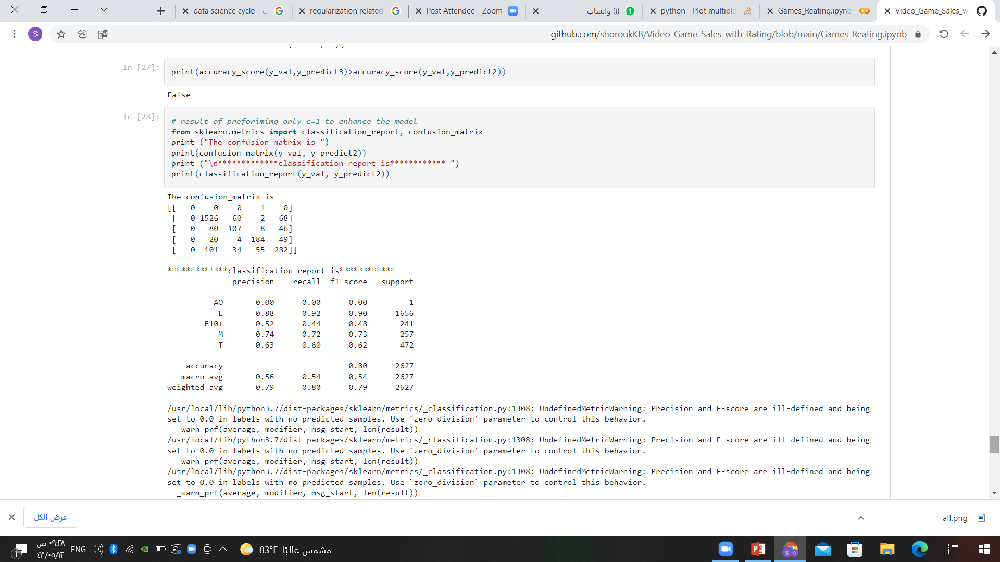 data science cycle -
regularization related
Post Attendee - Zoom
(١) واتساب
python - Plot multiple
Games_Reating.ipynb
Video_Game_Sales_wi
S
github.com/shoroukKB/Video_Game_Sales_with_Rating/blob/main/Games_Reating.ipynb
In [27]:
print(accuracy_score(y_val,y_predict3)>accuracy_score(y_val,y_predict2))
False
In [28]:
# result of preforimimg only c=1 to enhance the model
from sklearn.metrics import classification_report, confusion_matrix
print ("The confusion_matrix is ")
print(confusion_matrix(y_val, y_predict2))
print ("\n*************classification report is************ ")
print(classification_report(y_val, y_predict2))
The confusion_matrix is
[[   0    0    0    1    0]
 [   0 1526   60    2   68]
 [   0   80  107    8   46]
 [   0   20    4  184   49]
 [   0  101   34   55  282]]
*************classification report is************
precision    recall  f1-score   support
AO       0.00      0.00      0.00         1
E       0.88      0.92      0.90      1656
E10+       0.52      0.44      0.48       241
M       0.74      0.72      0.73       257
T       0.63      0.60      0.62       472
accuracy                           0.80      2627
macro avg       0.56      0.54      0.54      2627
weighted avg       0.79      0.80      0.79      2627
/usr/local/lib/python3.7/dist-packages/sklearn/metrics/_classification.py:1308: UndefinedMetricWarning: Precision and F-score are ill-defined and being
set to 0.0 in labels with no predicted samples. Use `zero_division` parameter to control this behavior.
_warn_prf(average, modifier, msg_start, len(result))
/usr/local/lib/python3.7/dist-packages/sklearn/metrics/_classification.py:1308: UndefinedMetricWarning: Precision and F-score are ill-defined and being
set to 0.0 in labels with no predicted samples. Use `zero_division` parameter to control this behavior.
_warn_prf(average, modifier, msg_start, len(result))
/usr/local/lib/python3.7/dist-packages/sklearn/metrics/_classification.py:1308: UndefinedMetricWarning: Precision and F-score are ill-defined and being
set to 0.0 in labels with no predicted samples. Use `zero_division` parameter to control this behavior.
_warn_prf(average, modifier, msg_start, len(result))
عرض الكل
all.png
٠٩:٢٨ ص
٤٣/٠٥/١٢
ENG
83°F مشمس غالبًا